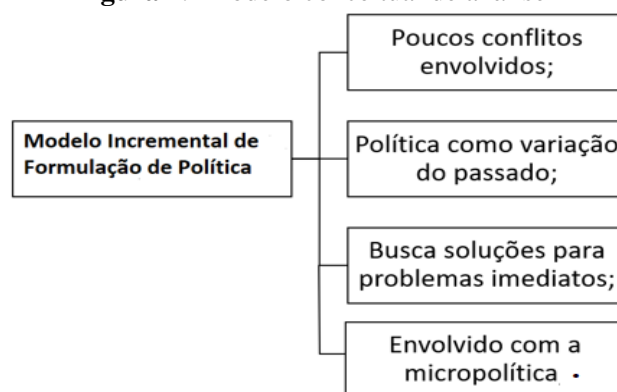 Modelo Incremental de
Formulação de Política
Poucos conflitos
envolvidos;
Política como variação
do passado;
Busca soluções para
problemas imediatos;
Envolvido com a
micropolítica .